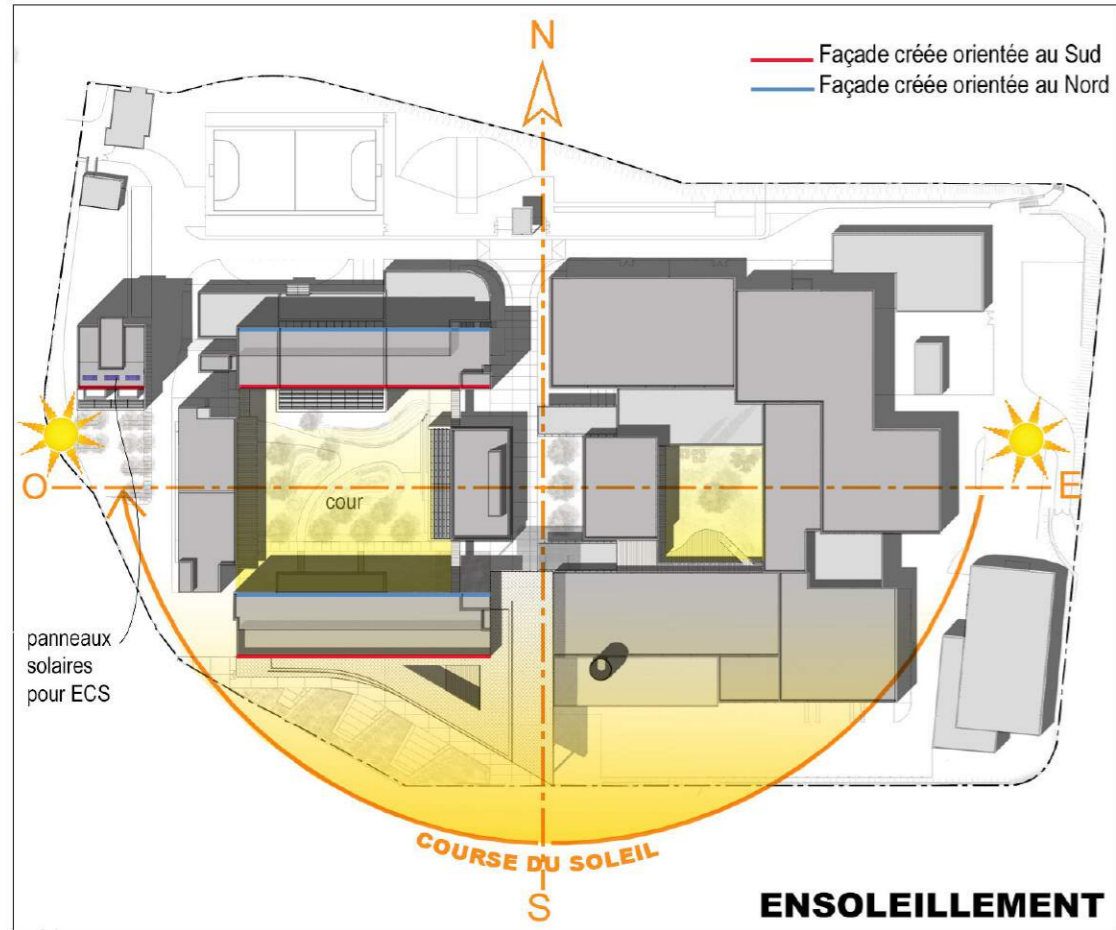 N
Façade créée orientée au Sud
Façade créée orientée au Nord
O
E
cour
panneaux
solaires
pour ECS
COURSE DU SOLEIL
S
ENSOLEILLEMENT